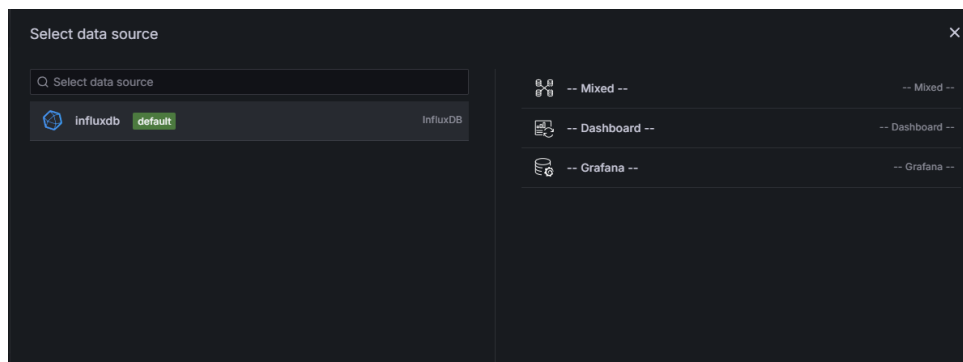 Select data source
Select data source
influxdb default InfluxDB
-- Mixed -- -- Mixed --
-- Dashboard -- -- Dashboard --
-- Grafana -- -- Grafana --